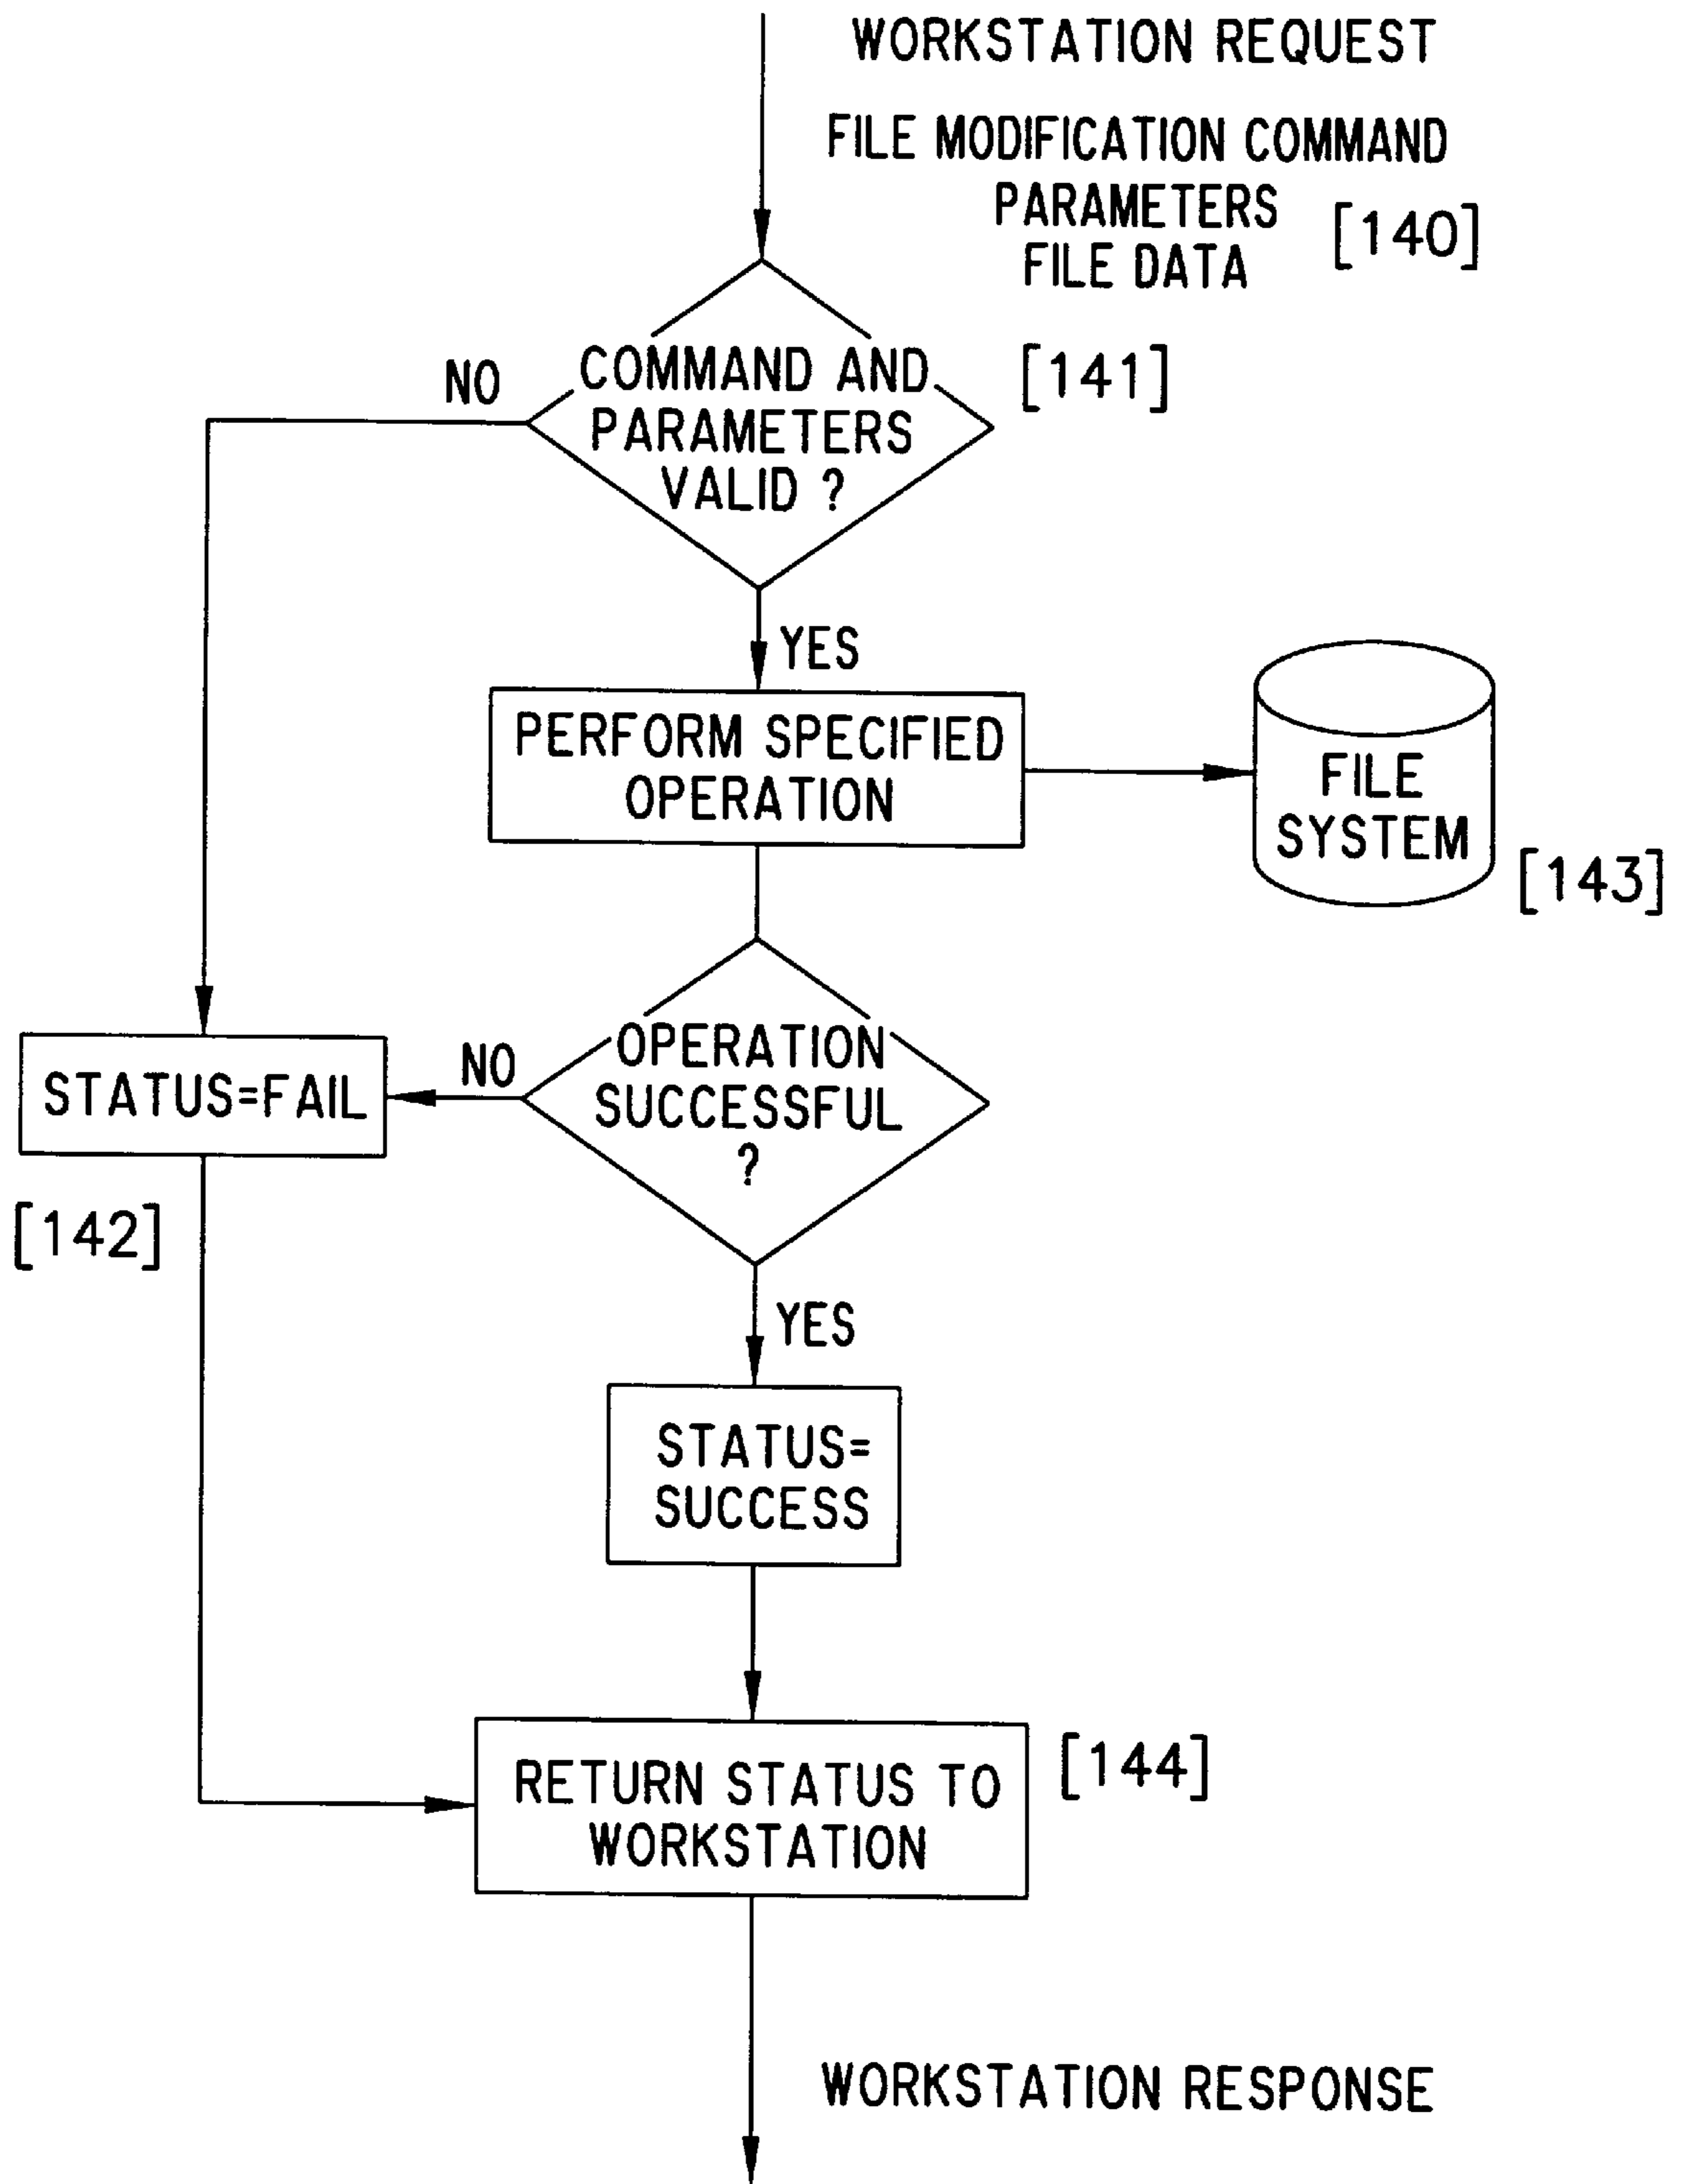 WORKSTATION REQUEST
FILE MODIFICATION COMMAND
PARAMETERS
FILE DATA
[140]
COMMAND AND
PARAMETERS
VALID ?
[141]
NO
YES
PERFORM SPECIFIED
OPERATION
FILE
SYSTEM
[143]
OPERATION
SUCCESSFUL
?
NO
STATUS=FAIL
[142]
YES
STATUS=
SUCCESS
RETURN STATUS TO
WORKSTATION
[144]
WORKSTATION RESPONSE